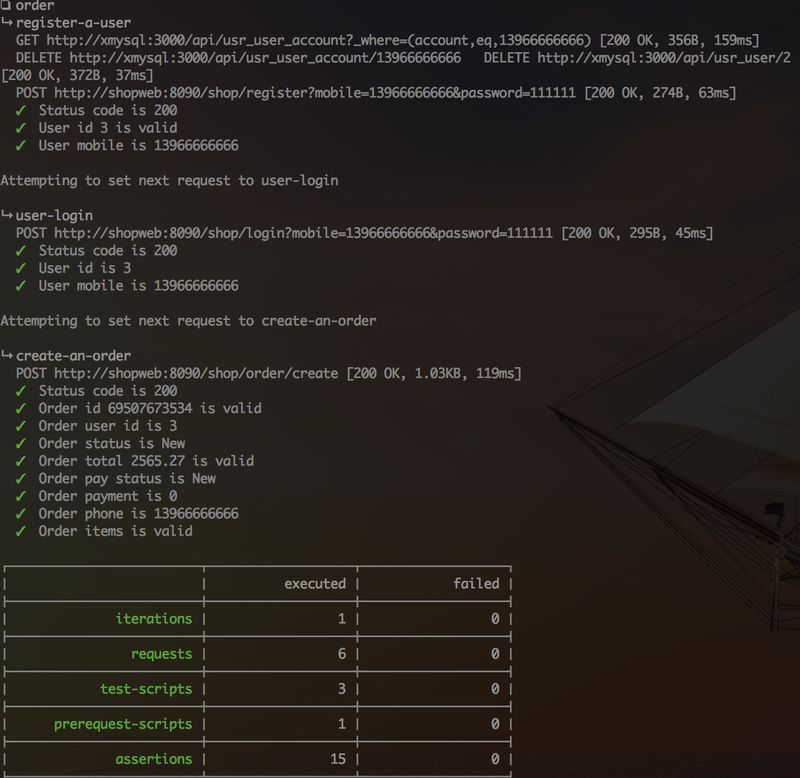 ❏ order
↳ register-a-user
GET http://xmysql:3000/api/usr_user_account?_where=(account,eq,13966666666) [200 OK, 356B, 159ms]
DELETE http://xmysql:3000/api/usr_user_account/13966666666   DELETE http://xmysql:3000/api/usr_user/2
[200 OK, 372B, 37ms]
POST http://shopweb:8090/shop/register?mobile=13966666666&password=111111 [200 OK, 274B, 63ms]
✓ Status code is 200
✓ User id 3 is valid
✓ User mobile is 13966666666
Attempting to set next request to user-login
↳ user-login
POST http://shopweb:8090/shop/login?mobile=13966666666&password=111111 [200 OK, 295B, 45ms]
✓ Status code is 200
✓ User id is 3
✓ User mobile is 13966666666
Attempting to set next request to create-an-order
↳ create-an-order
POST http://shopweb:8090/shop/order/create [200 OK, 1.03KB, 119ms]
✓ Status code is 200
✓ Order id 69507673534 is valid
✓ Order user id is 3
✓ Order status is New
✓ Order total 2565.27 is valid
✓ Order pay status is New
✓ Order payment is 0
✓ Order phone is 13966666666
✓ Order items is valid
executed failed
iterations 1 0
requests 6 0
test-scripts 3 0
prerequest-scripts 1 0
assertions 15 0